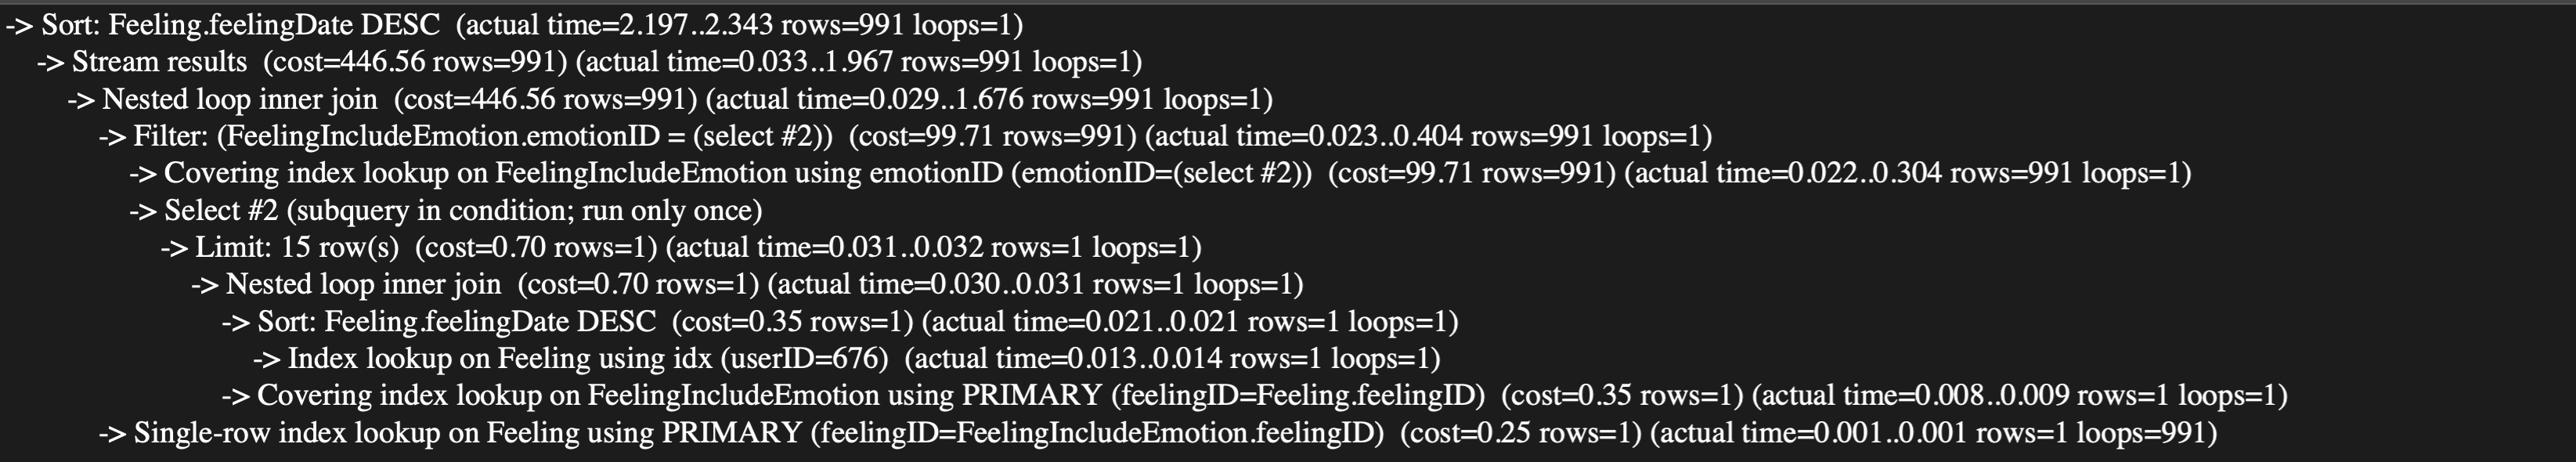 -> Sort: Feeling.feelingDate DESC (actual time=2.197..2.343 rows=991 loops=1)
-> Stream results (cost=446.56 rows=991) (actual time=0.033..1.967 rows=991 loops=1)
-> Nested loop inner join (cost=446.56 rows=991) (actual time=0.029..1.676 rows=991 loops=1)
-> Filter: (FeelingIncludeEmotion.emotionID = (select #2)) (cost=99.71 rows=991) (actual time=0.023..0.404 rows=991 loops=1)
-> Covering index lookup on FeelingIncludeEmotion using emotionID (emotionID=(select #2)) (cost=99.71 rows=991) (actual time=0.022..0.304 rows=991 loops=1)
-> Select #2 (subquery in condition; run only once)
-> Limit: 15 row(s) (cost=0.70 rows=1) (actual time=0.031..0.032 rows=1 loops=1)
-> Nested loop inner join (cost=0.70 rows=1) (actual time=0.030..0.031 rows=1 loops=1)
-> Sort: Feeling.feelingDate DESC (cost=0.35 rows=1) (actual time=0.021..0.021 rows=1 loops=1)
-> Index lookup on Feeling using idx (userID=676) (actual time=0.013..0.014 rows=1 loops=1)
-> Covering index lookup on FeelingIncludeEmotion using PRIMARY (feelingID=Feeling.feelingID) (cost=0.35 rows=1) (actual time=0.008..0.009 rows=1 loops=1)
-> Single-row index lookup on Feeling using PRIMARY (feelingID=FeelingIncludeEmotion.feelingID) (cost=0.25 rows=1) (actual time=0.001..0.001 rows=1 loops=991)